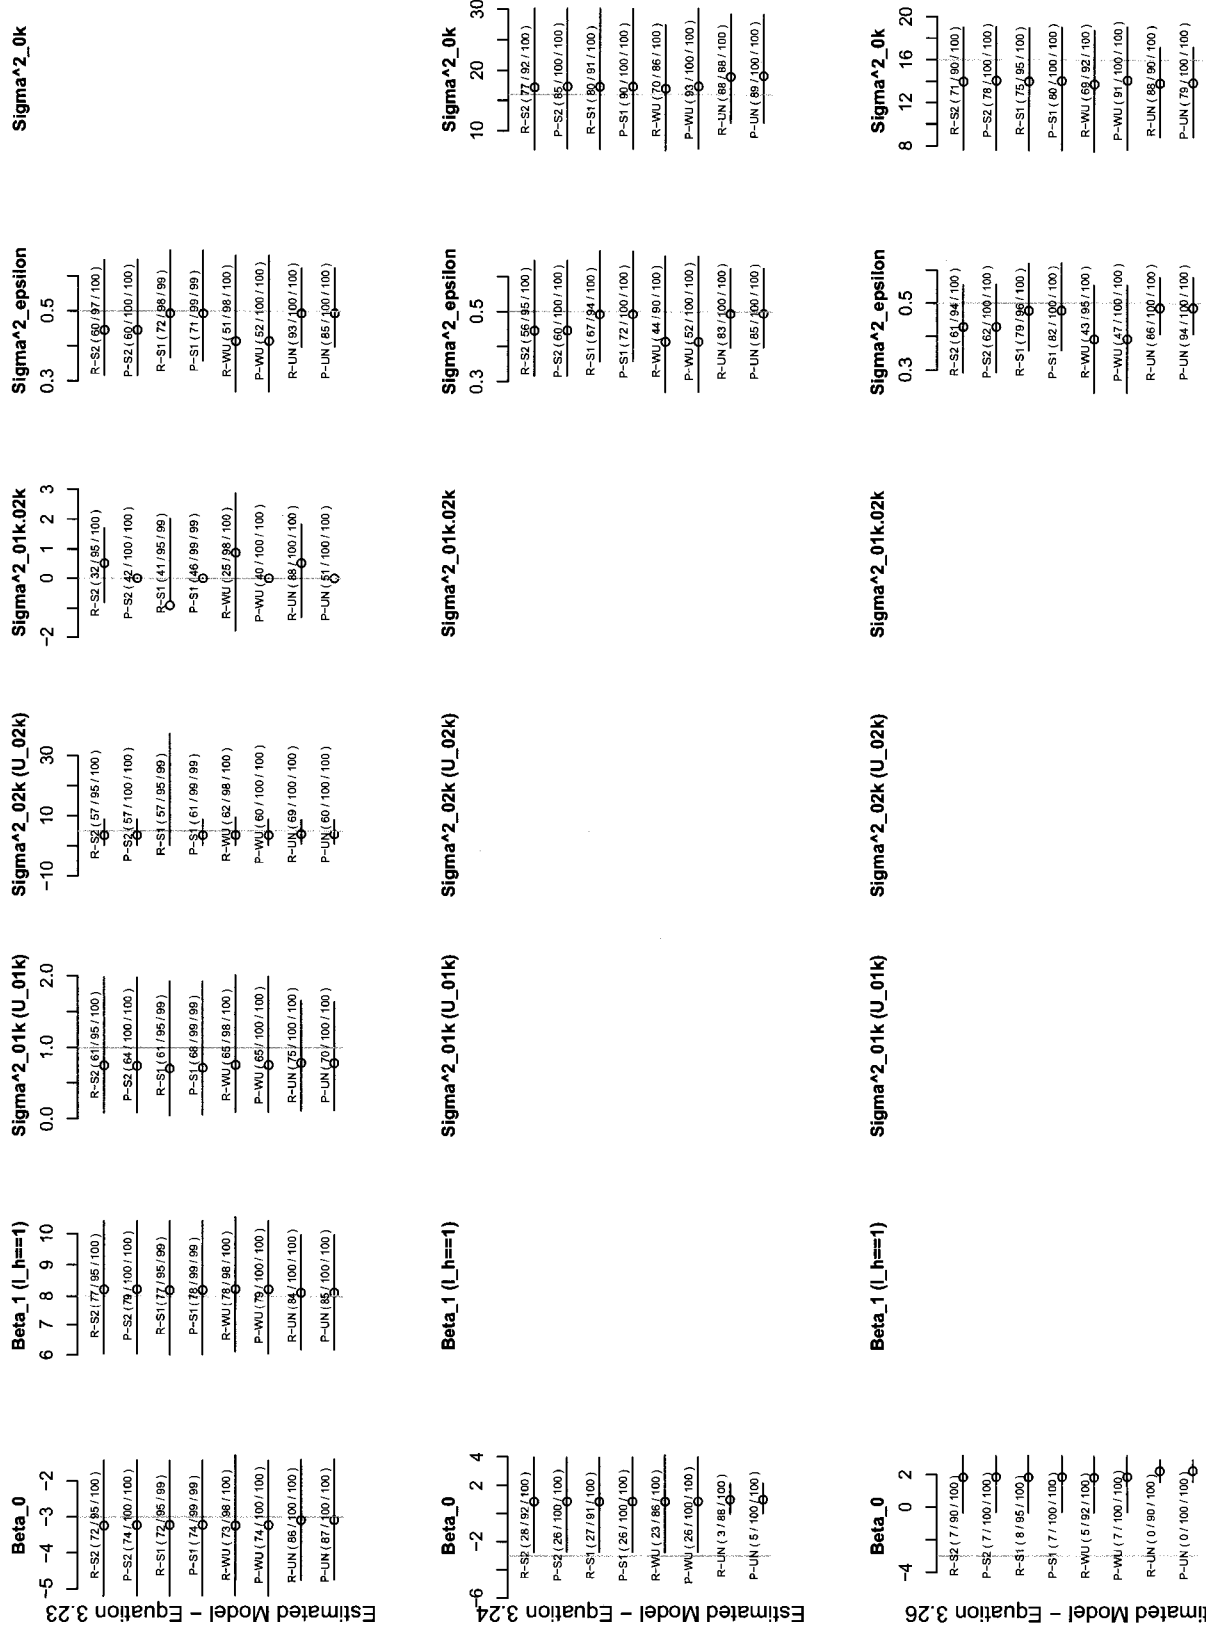 Estimated Model – Equation 3.23
Beta_0
−5 −4 −3 −2
R−S2 ( 72 / 95 / 100 )
P−S2 ( 74 / 100 / 100 )
R−S1 ( 72 / 95 / 99 )
P−S1 ( 74 / 99 / 99 )
R−WU ( 73 / 98 / 100 )
P−WU ( 74 / 100 / 100 )
R−UN ( 86 / 100 / 100 )
P−UN ( 87 / 100 / 100 )
Beta_1 (I_h==1)
6 7 8 9 10
R−S2 ( 77 / 95 / 100 )
P−S2 ( 79 / 100 / 100 )
R−S1 ( 77 / 95 / 99 )
P−S1 ( 78 / 99 / 99 )
R−WU ( 78 / 98 / 100 )
P−WU ( 79 / 100 / 100 )
R−UN ( 84 / 100 / 100 )
P−UN ( 85 / 100 / 100 )
Sigma^2_01k (U_01k)
0.0 1.0 2.0
R−S2 ( 61 / 95 / 100 )
P−S2 ( 64 / 100 / 100 )
R−S1 ( 61 / 95 / 99 )
P−S1 ( 68 / 99 / 99 )
R−WU ( 65 / 98 / 100 )
P−WU ( 65 / 100 / 100 )
R−UN ( 75 / 100 / 100 )
P−UN ( 70 / 100 / 100 )
Sigma^2_02k (U_02k)
−10 10 30
R−S2 ( 57 / 95 / 100 )
P−S2 ( 57 / 100 / 100 )
R−S1 ( 57 / 95 / 99 )
P−S1 ( 61 / 99 / 99 )
R−WU ( 62 / 98 / 100 )
P−WU ( 60 / 100 / 100 )
R−UN ( 69 / 100 / 100 )
P−UN ( 60 / 100 / 100 )
Sigma^2_01k.02k
−2 0 1 2 3
R−S2 ( 32 / 95 / 100 )
P−S2 ( 42 / 100 / 100 )
R−S1 ( 41 / 95 / 99 )
P−S1 ( 46 / 99 / 99 )
R−WU ( 25 / 98 / 100 )
P−WU ( 40 / 100 / 100 )
R−UN ( 88 / 100 / 100 )
P−UN ( 51 / 100 / 100 )
Sigma^2_epsilon
0.3 0.5
R−S2 ( 60 / 97 / 100 )
P−S2 ( 60 / 100 / 100 )
R−S1 ( 72 / 98 / 99 )
P−S1 ( 71 / 99 / 99 )
R−WU ( 51 / 98 / 100 )
P−WU ( 52 / 100 / 100 )
R−UN ( 93 / 100 / 100 )
P−UN ( 85 / 100 / 100 )
Sigma^2_0k
Estimated Model – Equation 3.24
Beta_0
−6 −2 2 4
R−S2 ( 28 / 92 / 100 )
P−S2 ( 26 / 100 / 100 )
R−S1 ( 27 / 91 / 100 )
P−S1 ( 26 / 100 / 100 )
R−WU ( 23 / 86 / 100 )
P−WU ( 26 / 100 / 100 )
R−UN ( 3 / 88 / 100 )
P−UN ( 5 / 100 / 100 )
Beta_1 (I_h==1)
Sigma^2_01k (U_01k)
Sigma^2_02k (U_02k)
Sigma^2_01k.02k
Sigma^2_epsilon
0.3 0.5
R−S2 ( 56 / 95 / 100 )
P−S2 ( 60 / 100 / 100 )
R−S1 ( 67 / 94 / 100 )
P−S1 ( 72 / 100 / 100 )
R−WU ( 44 / 90 / 100 )
P−WU ( 52 / 100 / 100 )
R−UN ( 83 / 100 / 100 )
P−UN ( 85 / 100 / 100 )
Sigma^2_0k
10 20 30
R−S2 ( 77 / 92 / 100 )
P−S2 ( 85 / 100 / 100 )
R−S1 ( 80 / 91 / 100 )
P−S1 ( 90 / 100 / 100 )
R−WU ( 70 / 86 / 100 )
P−WU ( 93 / 100 / 100 )
R−UN ( 88 / 88 / 100 )
P−UN ( 89 / 100 / 100 )
timated Model – Equation 3.26
Beta_0
−4 0 2
R−S2 ( 7 / 90 / 100 )
P−S2 ( 7 / 100 / 100 )
R−S1 ( 8 / 95 / 100 )
P−S1 ( 7 / 100 / 100 )
R−WU ( 5 / 92 / 100 )
P−WU ( 7 / 100 / 100 )
R−UN ( 0 / 90 / 100 )
P−UN ( 0 / 100 / 100 )
Beta_1 (I_h==1)
Sigma^2_01k (U_01k)
Sigma^2_02k (U_02k)
Sigma^2_01k.02k
Sigma^2_epsilon
0.3 0.5
R−S2 ( 61 / 94 / 100 )
P−S2 ( 62 / 100 / 100 )
R−S1 ( 79 / 96 / 100 )
P−S1 ( 82 / 100 / 100 )
R−WU ( 43 / 95 / 100 )
P−WU ( 47 / 100 / 100 )
R−UN ( 86 / 100 / 100 )
P−UN ( 94 / 100 / 100 )
Sigma^2_0k
8 12 14 16 20
R−S2 ( 71 / 90 / 100 )
P−S2 ( 78 / 100 / 100 )
R−S1 ( 75 / 95 / 100 )
P−S1 ( 80 / 100 / 100 )
R−WU ( 69 / 92 / 100 )
P−WU ( 91 / 100 / 100 )
R−UN ( 88 / 90 / 100 )
P−UN ( 79 / 100 / 100 )